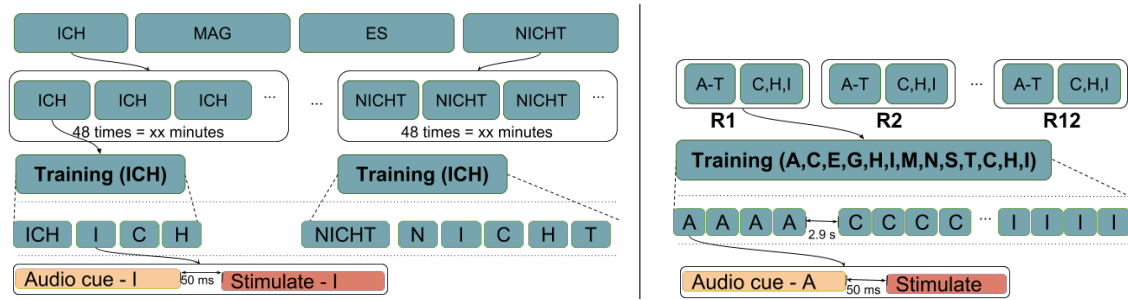 ICH MAG ES NICHT
ICH ICH ICH ...
48 times = xx minutes
...
NICHT NICHT NICHT ...
48 times = xx minutes
Training (ICH) Training (ICH)
ICH I C H NICHT N I C H T
Audio cue - I 50 ms Stimulate - I
A-T C,H,I A-T C,H,I ... A-T C,H,I
R1 R2 R12
Training (A,C,E,G,H,I,M,N,S,T,C,H,I)
A A A A 2.9 s C C C C ... I I I I
Audio cue - A 50 ms Stimulate